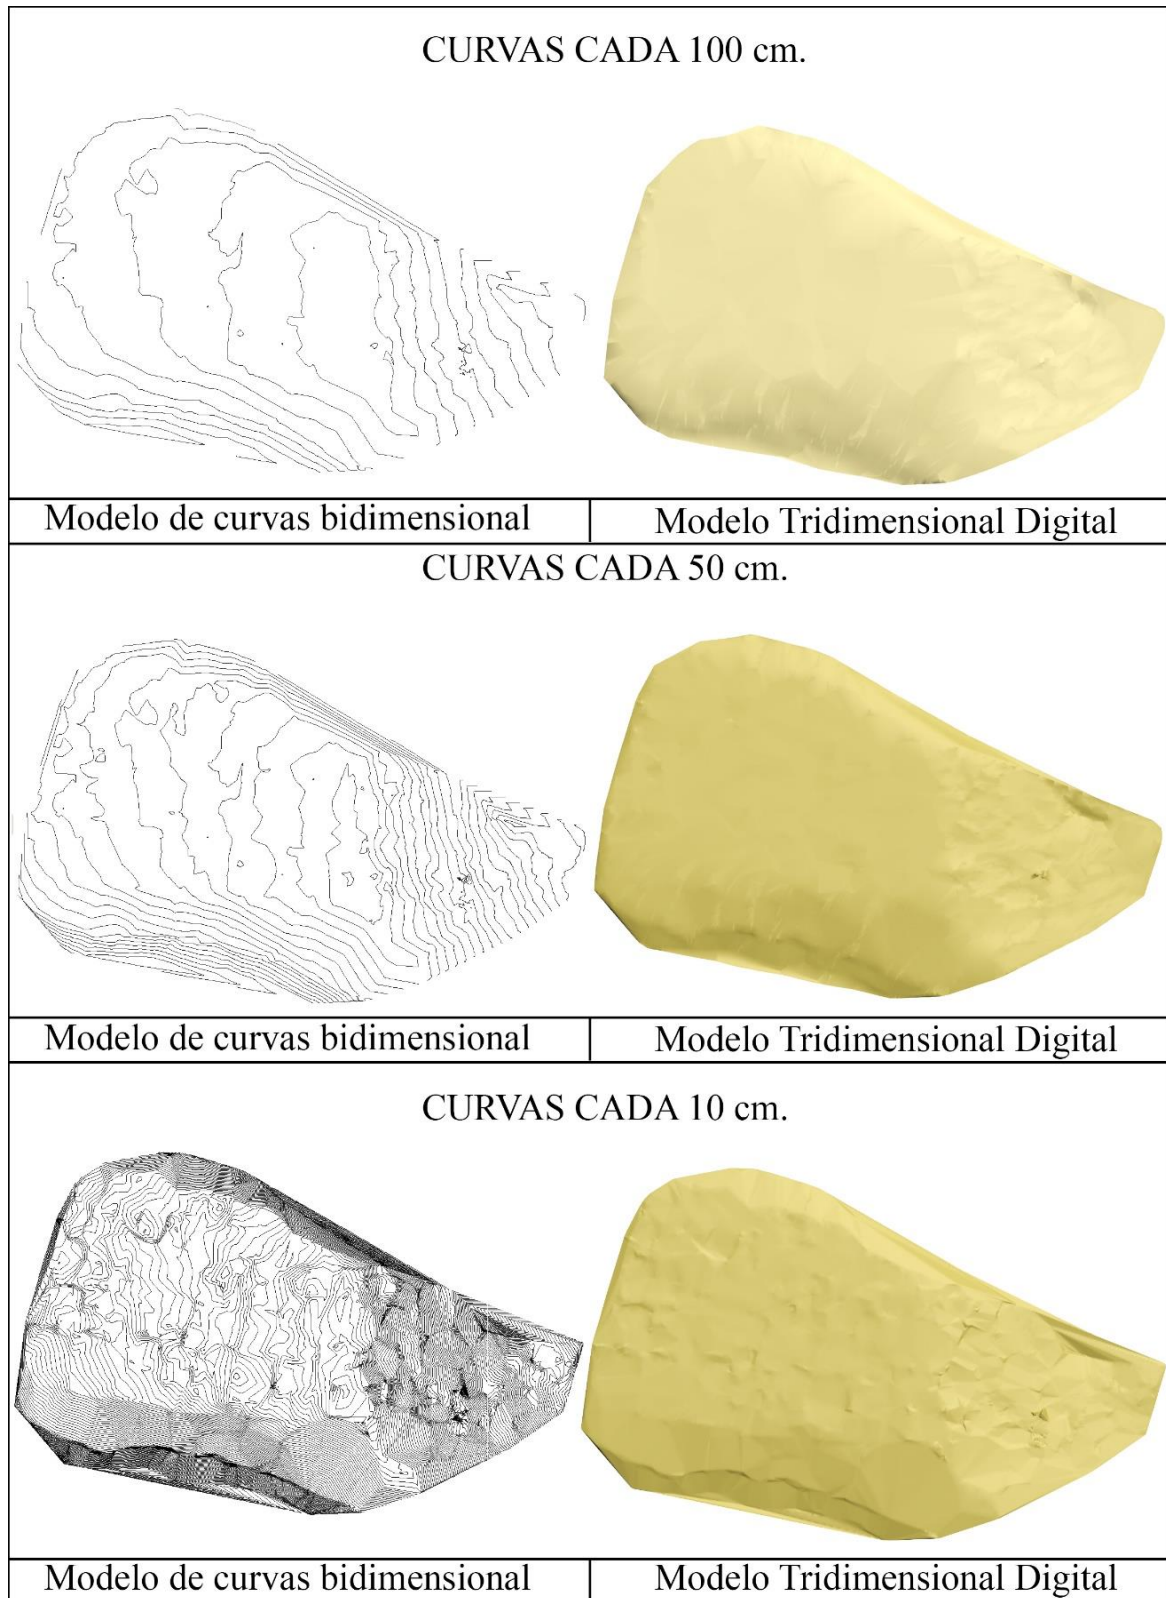 CURVAS CADA 100 cm.
Modelo de curvas bidimensional
Modelo Tridimensional Digital
CURVAS CADA 50 cm.
Modelo de curvas bidimensional
Modelo Tridimensional Digital
CURVAS CADA 10 cm.
Modelo de curvas bidimensional
Modelo Tridimensional Digital